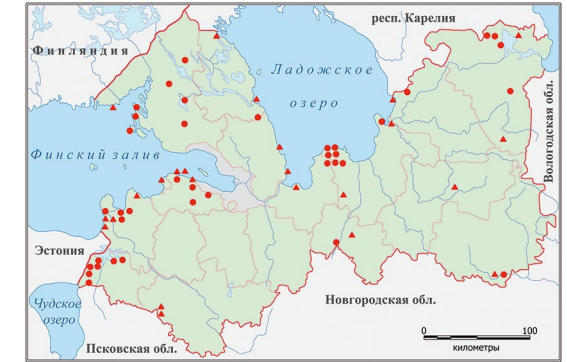 респ. Карелия
Финляндия
Ладожское
озеро
Вологодская обл.
Финский залив
Эстония
Чудское
озеро
Новгородская обл.
Псковская обл.
0 100
километры